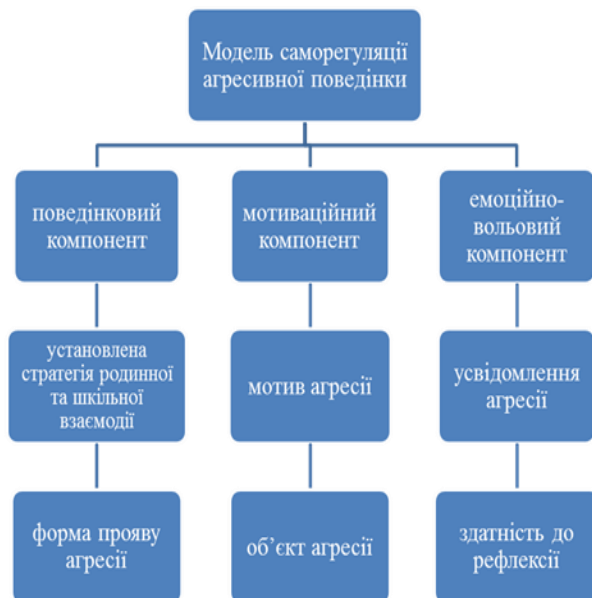 Модель саморегуляції
агресивної поведінки
поведінковий
компонент
мотиваційний
компонент
емоційно-
вольовий
компонент
установлена
стратегія родинної
та шкільної
взаємодії
мотив агресії
усвідомлення
агресії
форма прояву
агресії
об’єкт агресії
здатність до
рефлексії